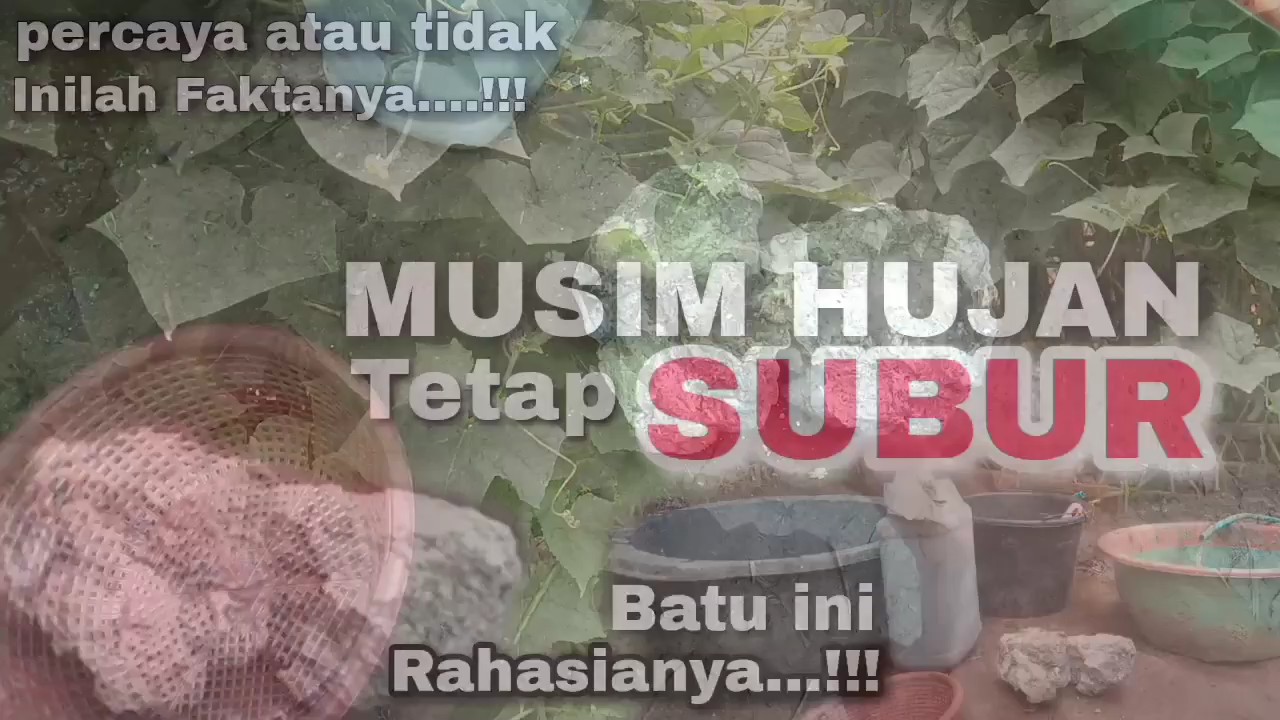 percaya atau tidak
Inilah Faktanya....!!!
MUSIM HUJAN
Tetap SUBUR
Batu ini
Rahasianya...!!!